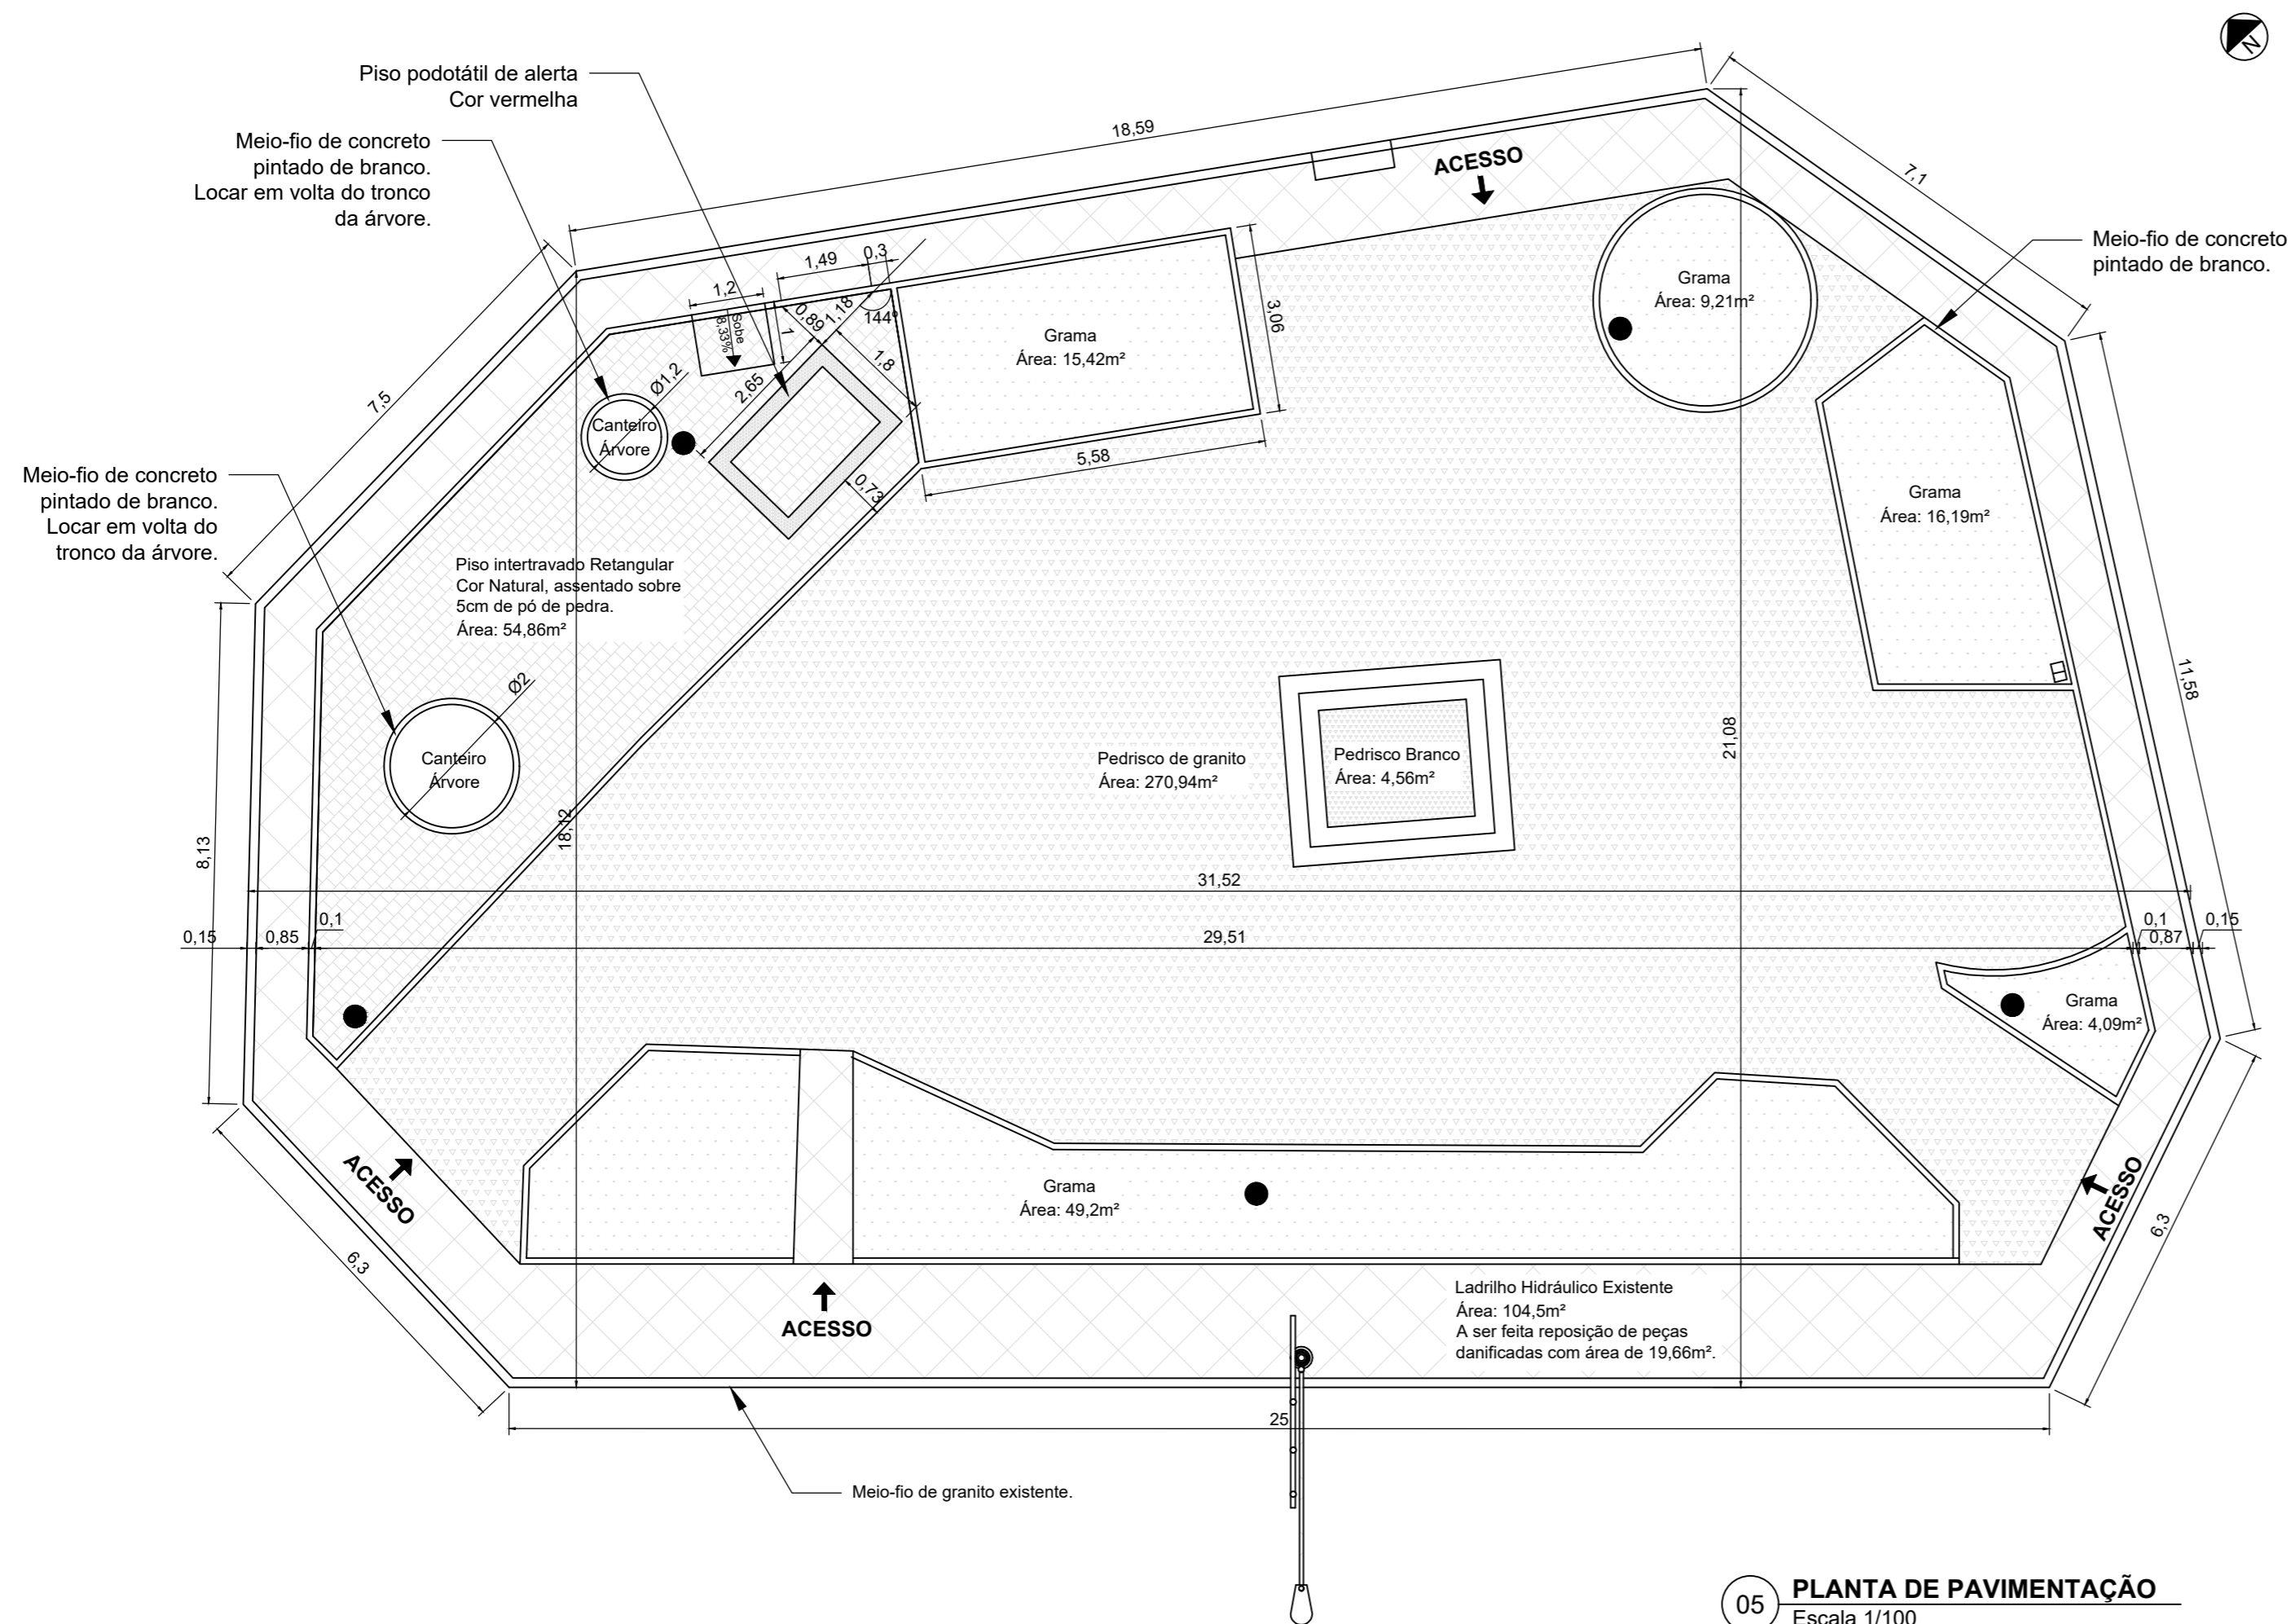 N
Piso podotátil de alerta
Cor vermelha
Meio-fio de concreto
pintado de branco.
Locar em volta do tronco
da árvore.
18,59
ACESSO
7,1
Meio-fio de concreto
pintado de branco.
1,49
0,3
1,2
Sobe
8,33%
1
0,89
1,18
144º
1,8
2,65
Ø1,2
Canteiro
Árvore
0,73
Grama
Área: 15,42m²
3,06
5,58
Grama
Área: 9,21m²
Grama
Área: 16,19m²
7,5
Meio-fio de concreto
pintado de branco.
Locar em volta do
tronco da árvore.
Piso intertravado Retangular
Cor Natural, assentado sobre
5cm de pó de pedra.
Área: 54,86m²
Ø2
Canteiro
Árvore
11,58
21,08
Pedrisco de granito
Área: 270,94m²
Pedrisco Branco
Área: 4,56m²
18,12
8,13
31,52
0,15
0,85
0,1
29,51
0,1
0,87
0,15
Grama
Área: 4,09m²
ACESSO
6,3
Grama
Área: 49,2m²
ACESSO
6,3
ACESSO
Ladrilho Hidráulico Existente
Área: 104,5m²
A ser feita reposição de peças
danificadas com área de 19,66m².
25
Meio-fio de granito existente.
05
PLANTA DE PAVIMENTAÇÃO
Escala 1/100